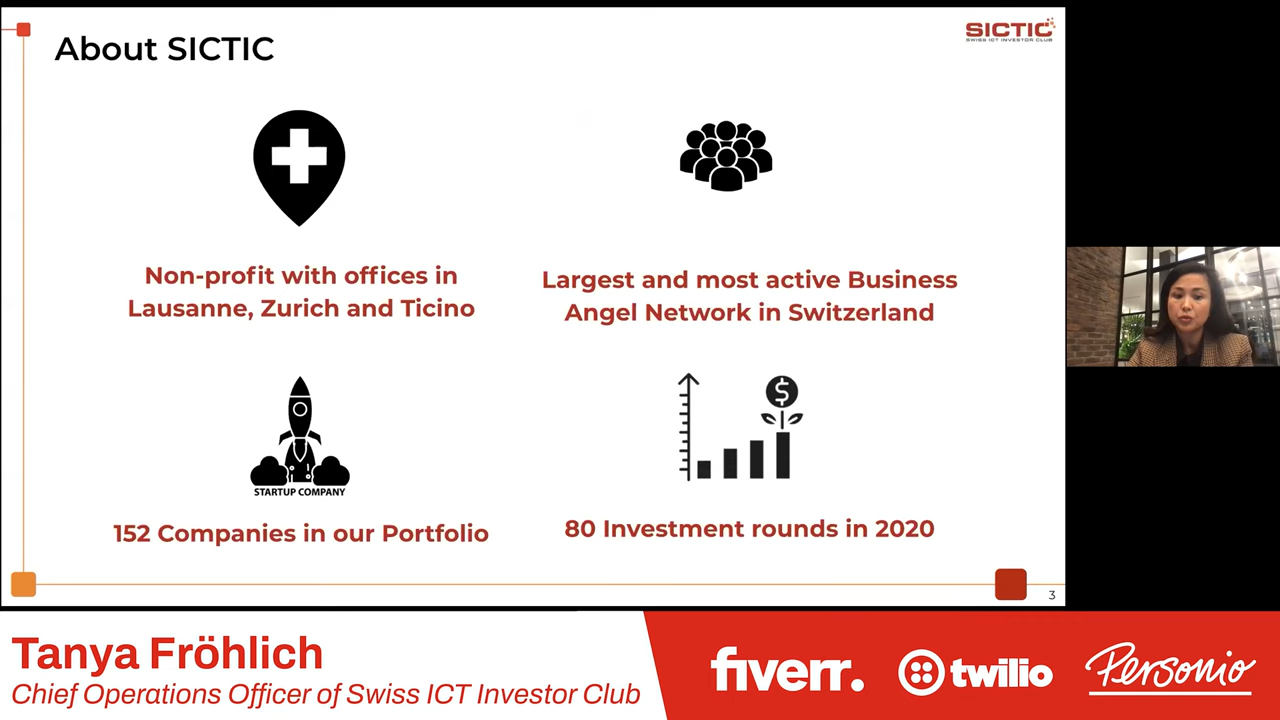 About SICTIC
SICTIC
SWISS ICT INVESTOR CLUB
Non-profit with offices in
Lausanne, Zurich and Ticino
Largest and most active Business
Angel Network in Switzerland
STARTUP COMPANY
$
152 Companies in our Portfolio
80 Investment rounds in 2020
3
Tanya Fröhlich
Chief Operations Officer of Swiss ICT Investor Club
fiverr.
twilio
Personio